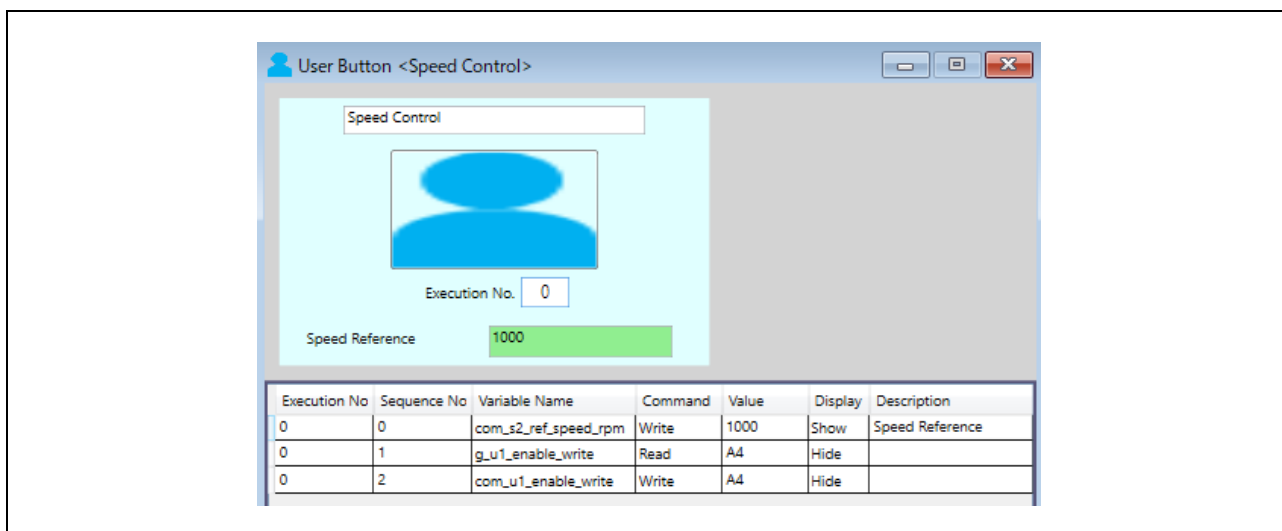 User Button <Speed Control>
Speed Control
Execution No. 0
Speed Reference 1000
Execution No Sequence No Variable Name Command Value Display Description
0 0 com_s2_ref_speed_rpm Write 1000 Show Speed Reference
0 1 g_u1_enable_write Read A4 Hide
0 2 com_u1_enable_write Write A4 Hide